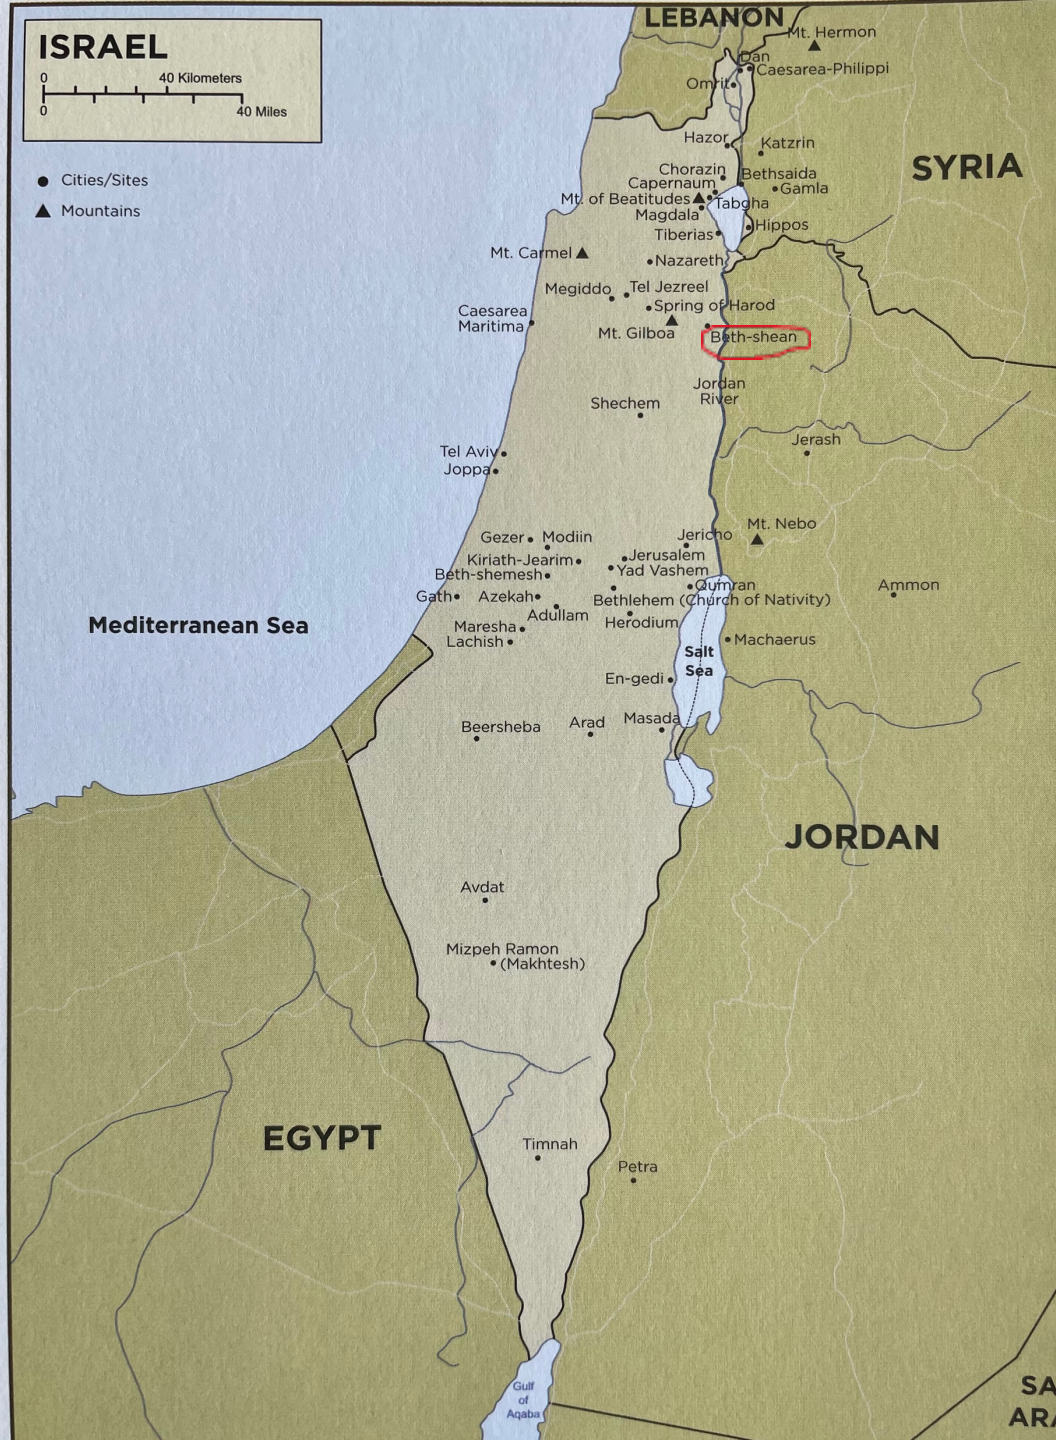 ISRAEL
0 40 Kilometers
0 40 Miles
Cities/Sites
Mountains
LEBANON
Mt. Hermon
Dan
Caesarea-Philippi
Omrit
Hazor
Katzrin
SYRIA
Chorazin
Bethsaida
Capernaum
Gamla
Mt. of Beatitudes
Tabgha
Magdala
Hippos
Tiberias
Mt. Carmel
Nazareth
Megiddo
Tel Jezreel
Spring of Harod
Caesarea
Maritima
Mt. Gilboa
Beth-shean
Jordan
River
Shechem
Jerash
Tel Aviv
Joppa
Mt. Nebo
Gezer
Modiin
Jericho
Kiriath-Jearim
Jerusalem
Yad Vashem
Beth-shemesh
Qumran
Ammon
Gath
Azekah
Bethlehem (Church of Nativity)
Adullam
Herodium
Mediterranean Sea
Maresha
Lachish
Machaerus
Salt
Sea
En-gedi
Beersheba
Arad
Masada
JORDAN
Avdat
Mizpeh Ramon
(Makhtesh)
EGYPT
Timnah
Petra
Gulf
of
Aqaba
SA
ARA